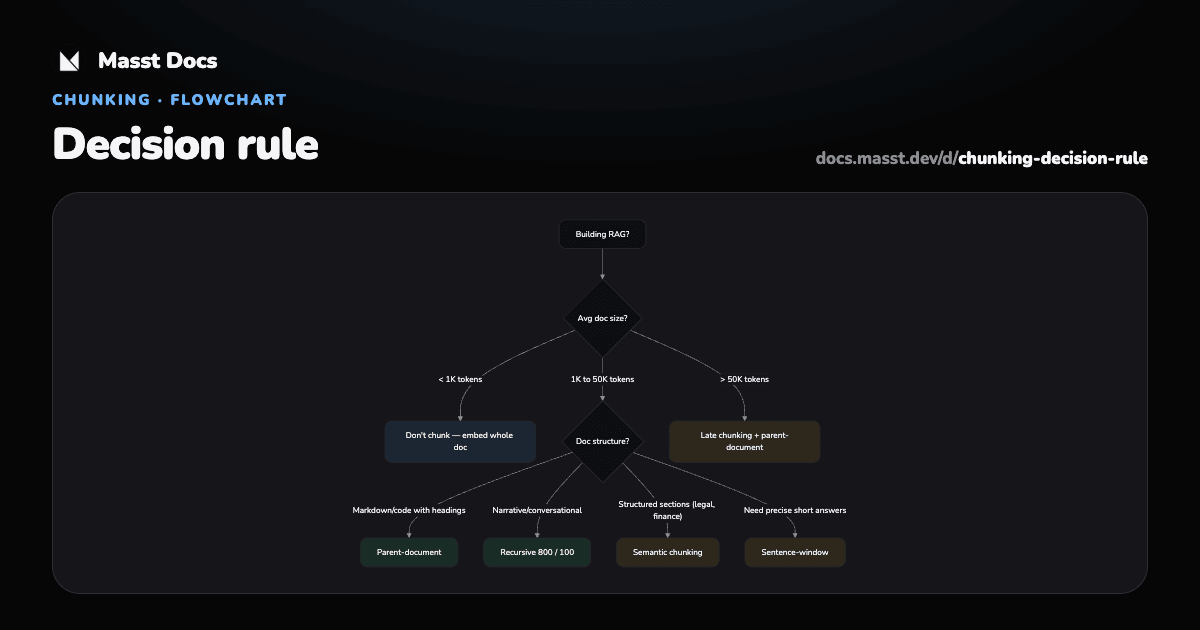 Masst Docs
CHUNKING · FLOWCHART
Decision rule
docs.masst.dev/d/chunking-decision-rule
Building RAG?
Avg doc size?
< 1K tokens
1K to 50K tokens
> 50K tokens
Don't chunk — embed whole
doc
Doc structure?
Late chunking + parent-
document
Markdown/code with headings
Narrative/conversational
Structured sections (legal,
finance)
Need precise short answers
Parent-document
Recursive 800 / 100
Semantic chunking
Sentence-window